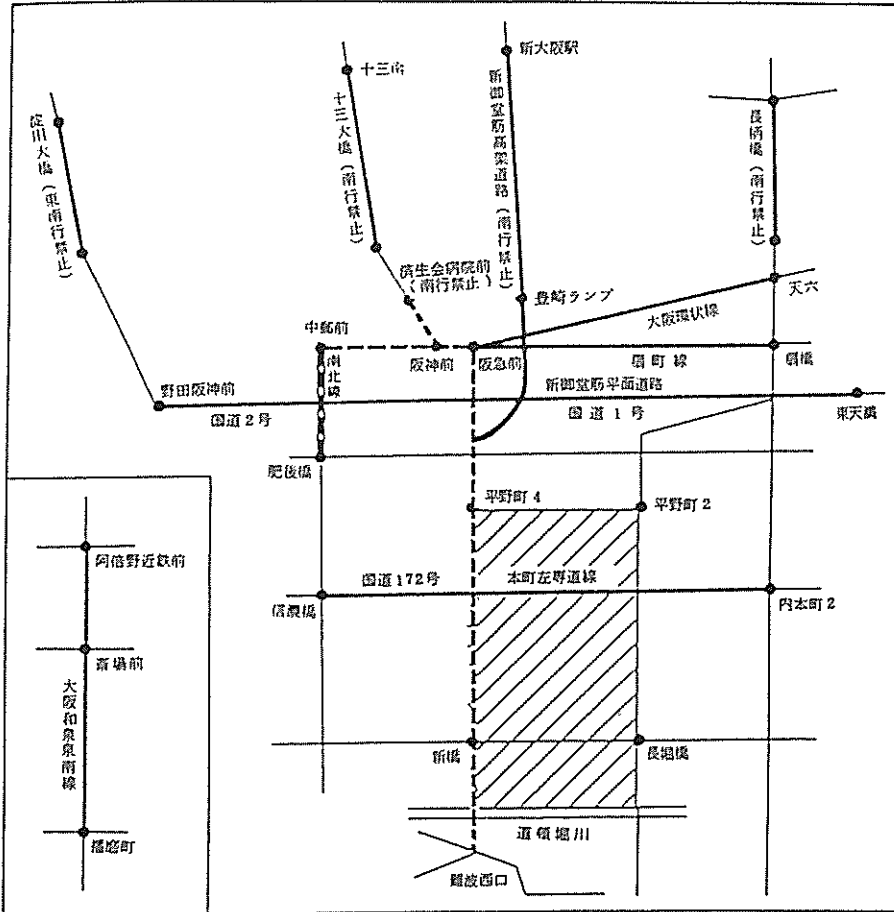 新大阪駅
十三南
淀川大橋(東南行禁止)
十三大橋(南行禁止)
新御堂筋高架道路(南行禁止)
長柄橋(南行禁止)
済生会病院前
(南行禁止)
豊崎ランプ
天六
大阪環状線
中郵前
阪神前
阪急前
扇町線
扇橋
南北線
野田阪神前
新御堂筋平面道路
国道2号
国道1号
東天満
肥後橋
平野町4
平野町2
阿倍野近鉄前
国道172号
本町左専道線
信濃橋
内本町2
斎場前
大阪和泉泉南線
新橋
長堀橋
播磨町
道頓堀川
難波西口